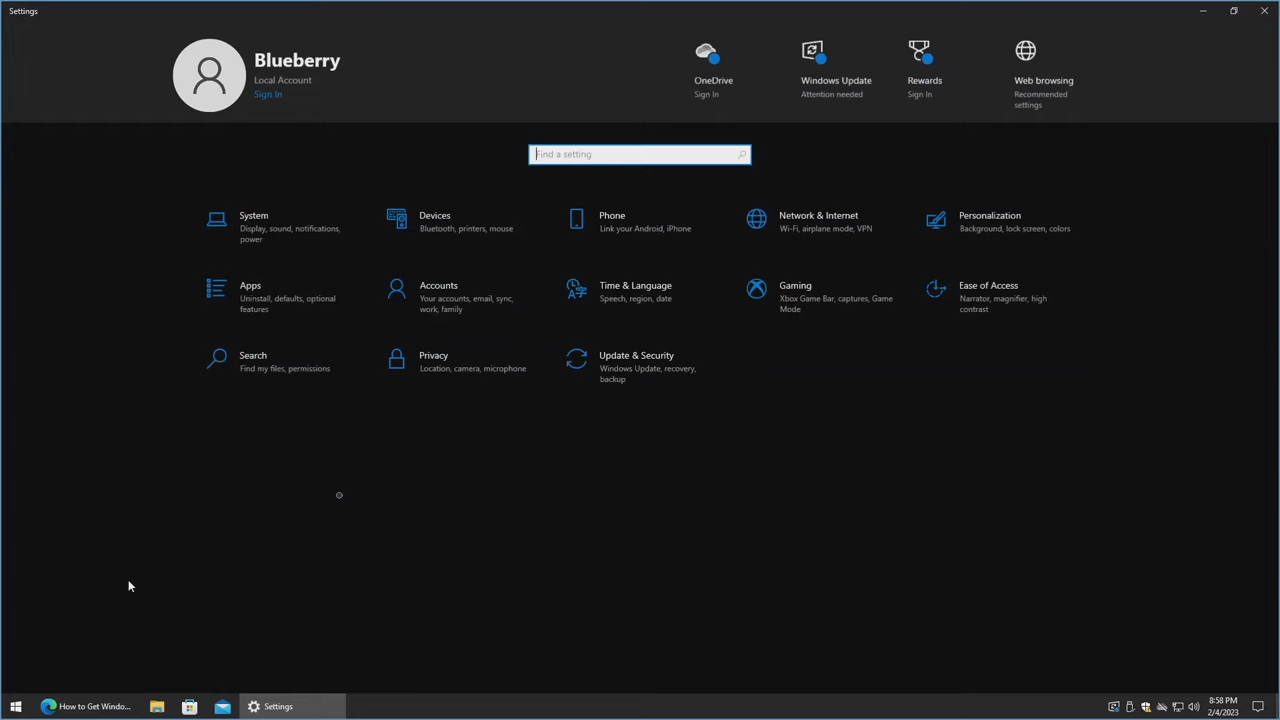 Settings
Blueberry
Local Account
Sign In
OneDrive
Sign In
Windows Update
Attention needed
Rewards
Sign In
Web browsing
Recommended
settings
Find a setting
System
Display, sound, notifications,
power
Devices
Bluetooth, printers, mouse
Phone
Link your Android, iPhone
Network & Internet
Wi-Fi, airplane mode, VPN
Personalization
Background, lock screen, colors
Apps
Uninstall, defaults, optional
features
Accounts
Your accounts, email, sync,
work, family
Time & Language
Speech, region, date
Gaming
Xbox Game Bar, captures, Game
Mode
Ease of Access
Narrator, magnifier, high
contrast
Search
Find my files, permissions
Privacy
Location, camera, microphone
Update & Security
Windows Update, recovery,
backup
How to Get Windo...
Settings
8:58 PM
2/4/2023